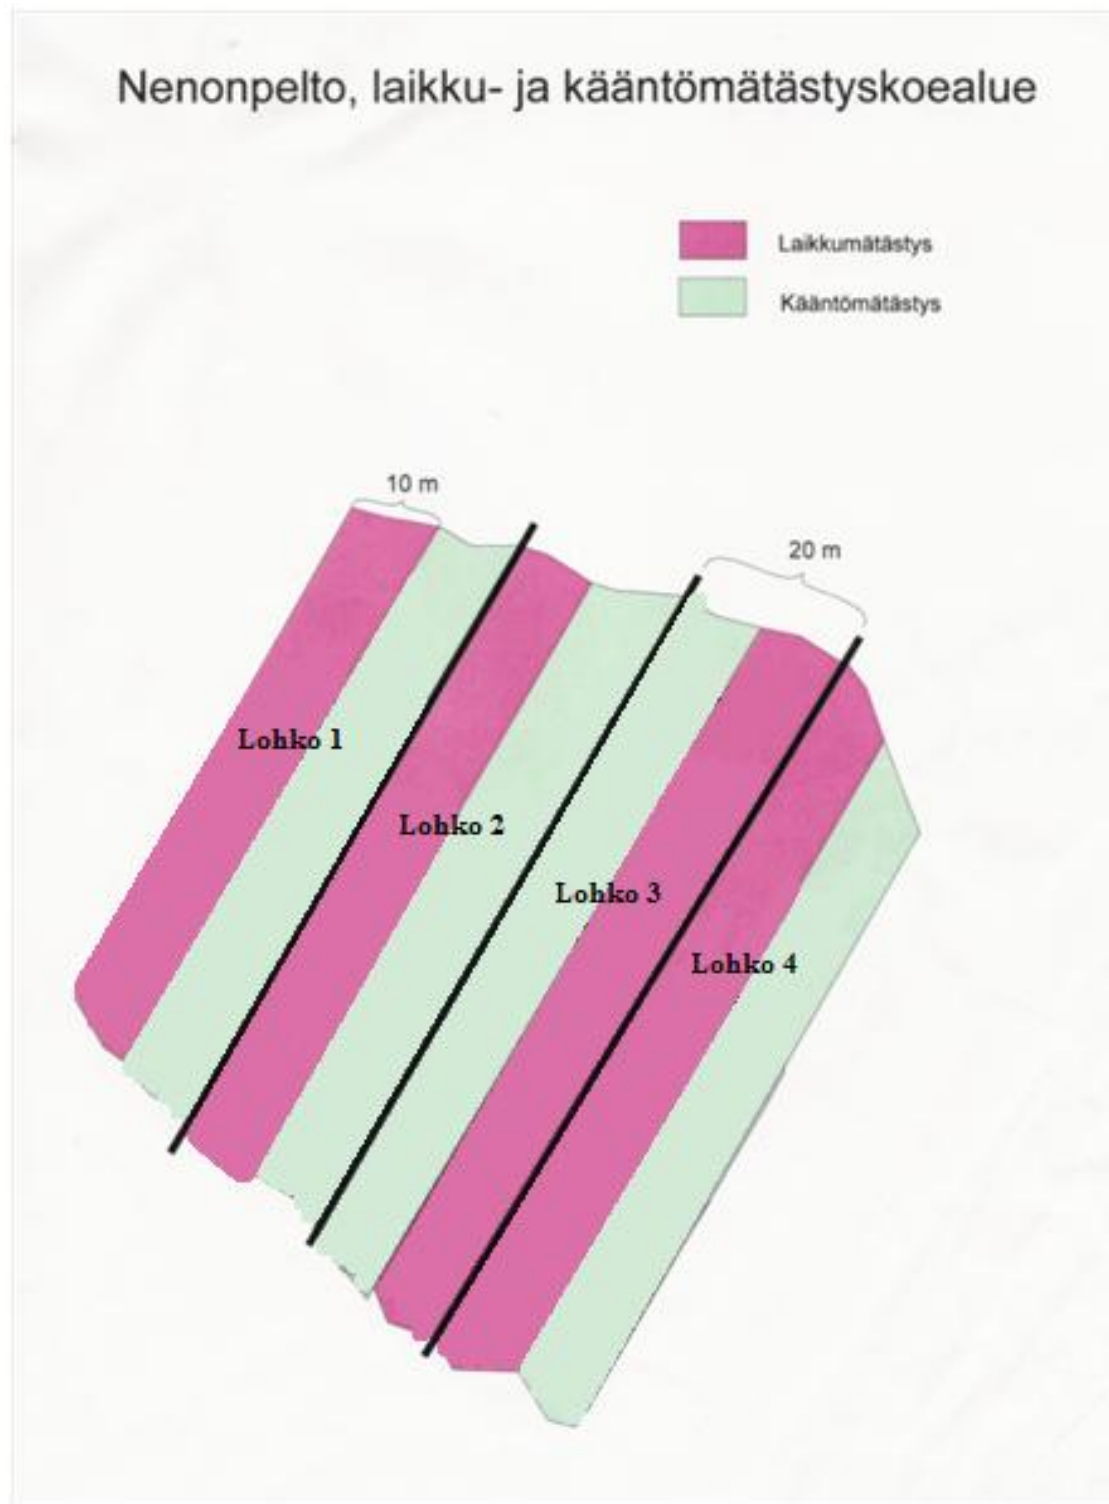 Nenonpelto, laikku- ja kääntömätästyskoealue
Laikkumätästys
Kääntömätästys
10 m
20 m
Lohko 1
Lohko 2
Lohko 3
Lohko 4